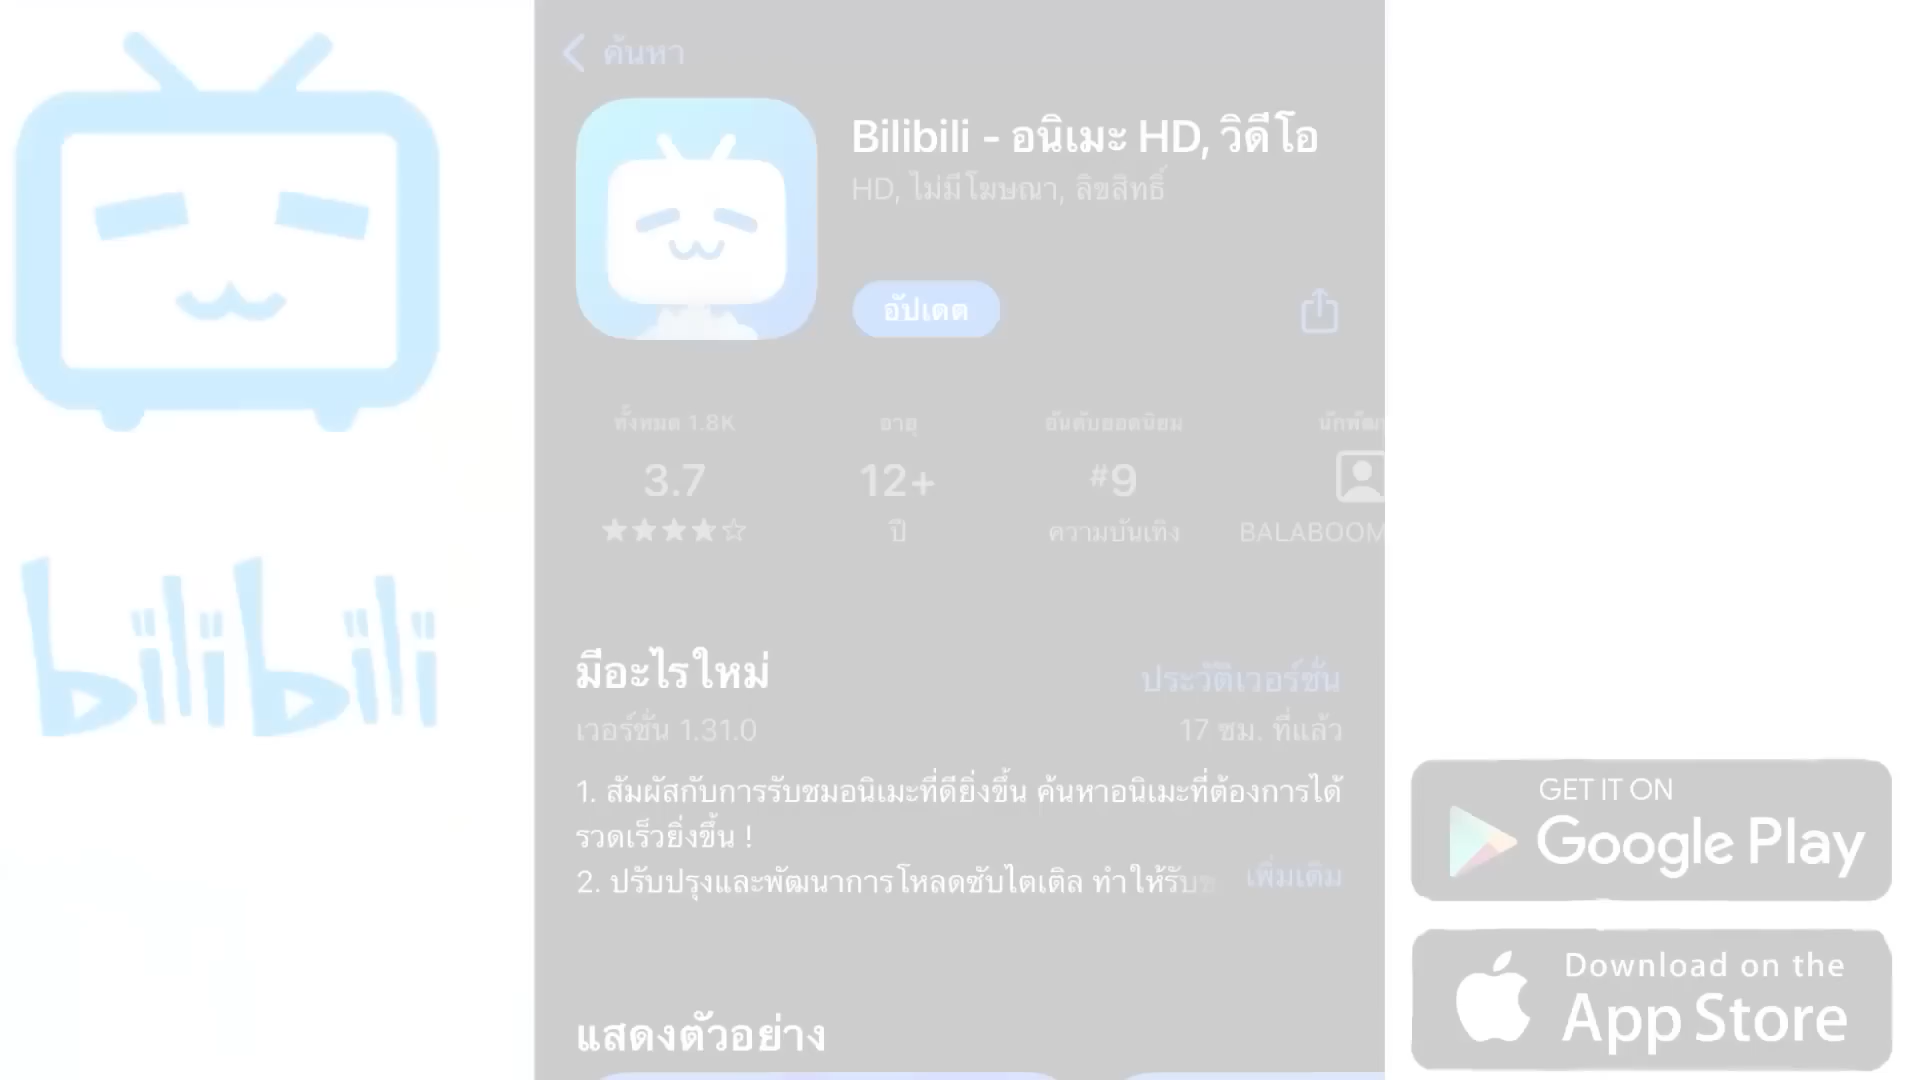 ค้นหา
Bilibili - อนิเมะ HD, วิดีโอ
HD, ไม่มีโฆษณา, ลิขสิทธิ์
อัปเดต
ทั้งหมด 1.8K
3.7
อายุ
12+
ปี
อันดับยอดนิยม
#9
ความบันเทิง
นักพัฒ
BALABOOM
bilibili
มีอะไรใหม่
ประวัติเวอร์ชั่น
เวอร์ชั่น 1.31.0
17 ชม. ที่แล้ว
1. สัมผัสกับการรับชมอนิเมะที่ดียิ่งขึ้น ค้นหาอนิเมะที่ต้องการได้
รวดเร็วยิ่งขึ้น !
2. ปรับปรุงและพัฒนาการโหลดซับไตเติล ทำให้รับช
เพิ่มเติม
แสดงตัวอย่าง
GET IT ON
Google Play
Download on the
App Store